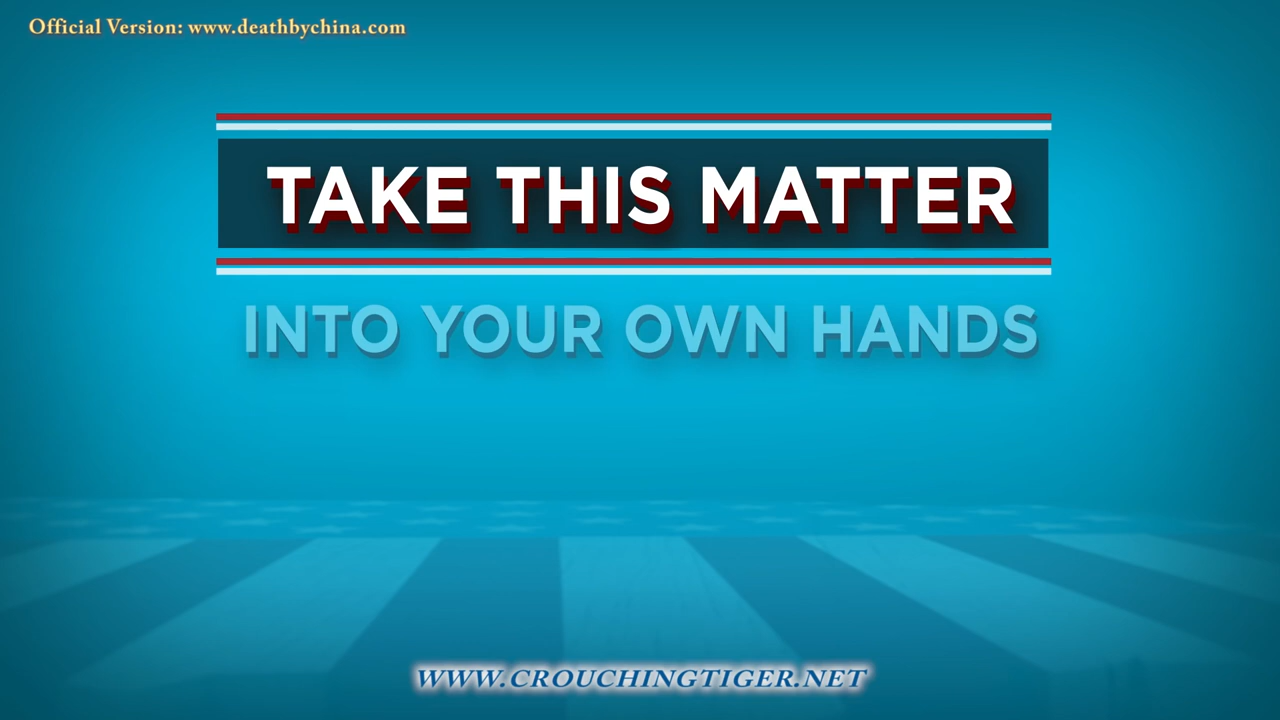 Official Version: www.deathbychina.com
TAKE THIS MATTER
INTO YOUR OWN HANDS
WWW.CROUCHINGTIGER.NET